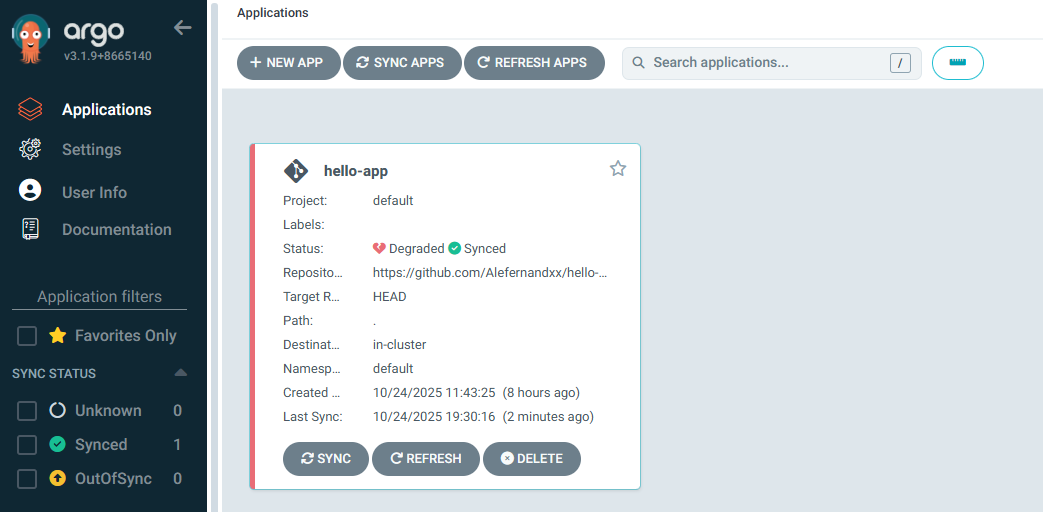 argo
v3.1.9+8665140
Applications
Settings
User Info
Documentation
Application filters
Favorites Only
SYNC STATUS
Unknown 0
Synced 1
OutOfSync 0
Applications
+ NEW APP SYNC APPS REFRESH APPS Search applications... /
hello-app
Project: default
Labels:
Status: Degraded Synced
Reposito... https://github.com/Alefernandxx/hello-...
Target R... HEAD
Path: .
Destinat... in-cluster
Namesp... default
Created ... 10/24/2025 11:43:25 (8 hours ago)
Last Sync: 10/24/2025 19:30:16 (2 minutes ago)
SYNC REFRESH DELETE